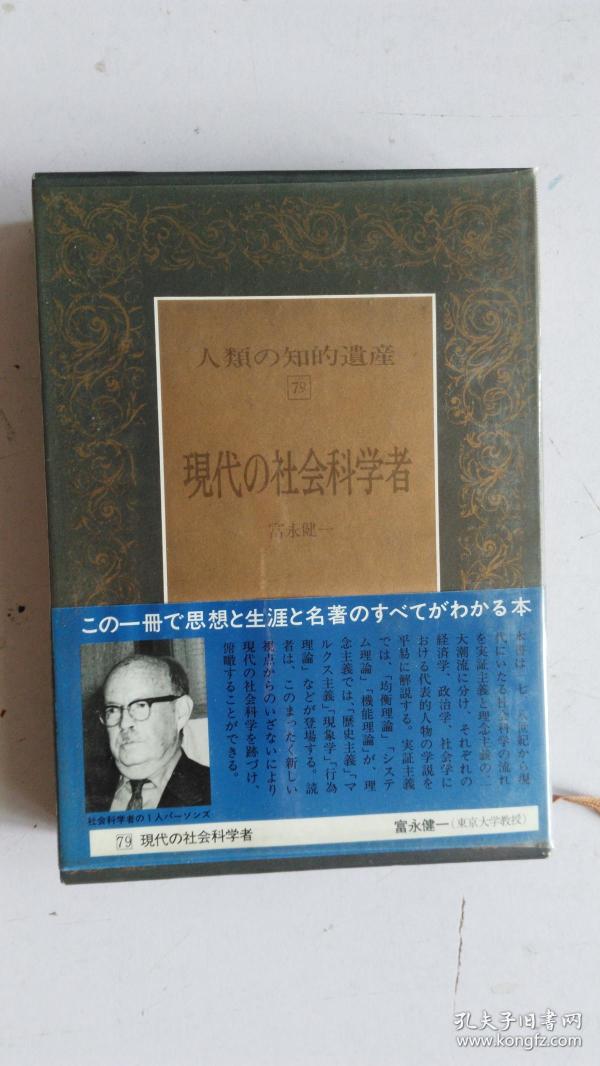 人類の知的遺産
79
現代の社会科学者
富永健一
この一冊で思想と生涯と名著のすべてがわかる本
本書は、七、八世紀から現
代にいたる社会科学の流れ
を実証主義と理念主義の二
大潮流に分け、それぞれの
経済学、政治学、社会学に
おける代表的人物の学説を
平易に解説する。実証主義
では、「均衡理論」「システ
ム理論」「機能理論」が、理
念主義では、「歴史主義」「マ
ルクス主義」「現象学」「行為
理論」などが登場する。読
者は、このまったく新しい
視点からのいざないにより
現代の社会科学を跡づけ、
俯瞰することができる。
社会科学者の1人パーソンズ
79 現代の社会科学者
富永健一(東京大学教授)
孔夫子旧书网
www.kongfz.com